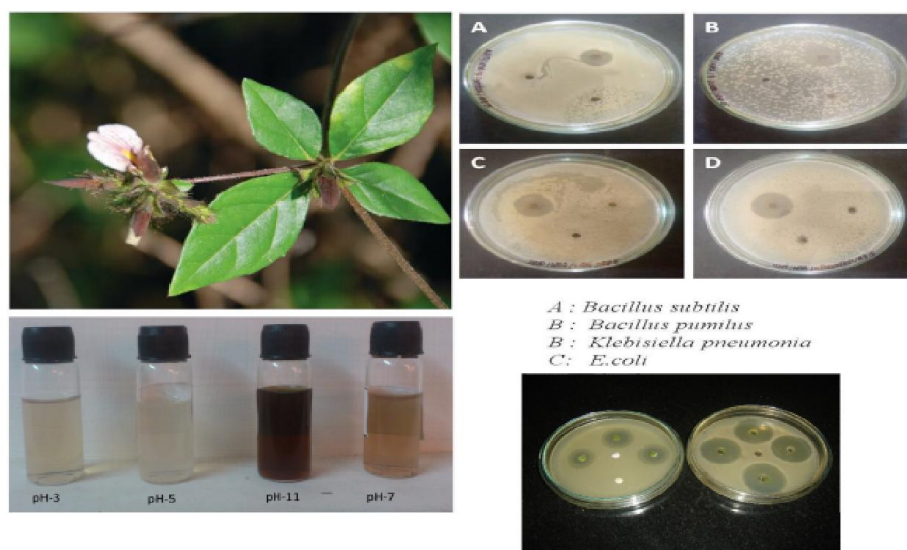 A
B
C
D
A : Bacillus subtilis
B : Bacillus pumilus
B : Klebisiella pneumonia
C: E.coli
pH-3
pH-5
pH-11
pH-7